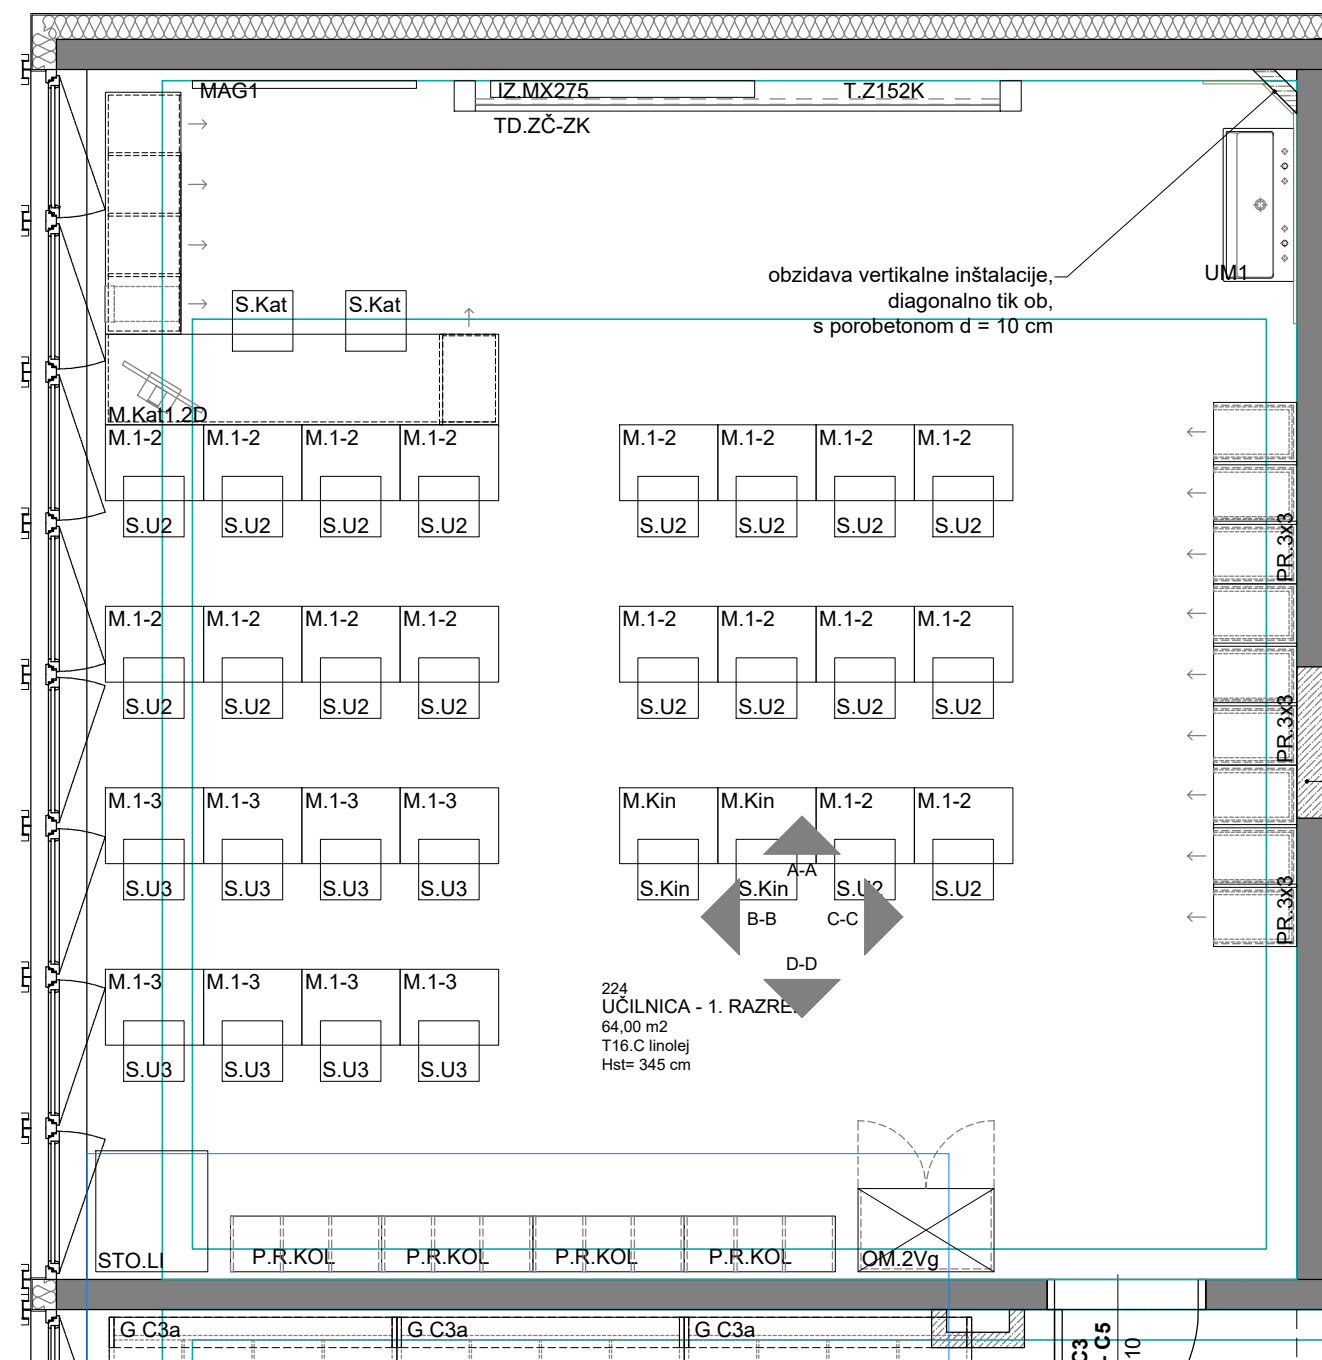 MAG1
IZ.MX275
T.Z152K
TD.ZČ-ZK
obzidava vertikalne inštalacije,
diagonalno tik ob,
s porobetonom d = 10 cm
UM1
S.Kat
S.Kat
M.Kat1.2D
M.1-2 M.1-2 M.1-2 M.1-2 M.1-2 M.1-2 M.1-2 M.1-2
S.U2 S.U2 S.U2 S.U2 S.U2 S.U2 S.U2 S.U2
PR.3x3
M.1-2 M.1-2 M.1-2 M.1-2 M.1-2 M.1-2 M.1-2 M.1-2
S.U2 S.U2 S.U2 S.U2 S.U2 S.U2 S.U2 S.U2
PR.3x3
M.1-3 M.1-3 M.1-3 M.1-3 M.Kin M.Kin M.1-2 M.1-2
A-A
S.U3 S.U3 S.U3 S.U3 S.Kin S.Kin S.U2 S.U2
PR.3x3
B-B
C-C
D-D
M.1-3 M.1-3 M.1-3 M.1-3
S.U3 S.U3 S.U3 S.U3
224
UČILNICA - 1. RAZRE
64,00 m2
T16.C linolej
Hst= 345 cm
STO.LI
P.R.KOL P.R.KOL P.R.KOL P.R.KOL
OM.2Vg
G C3a G C3a G C3a
C3
- C5
10